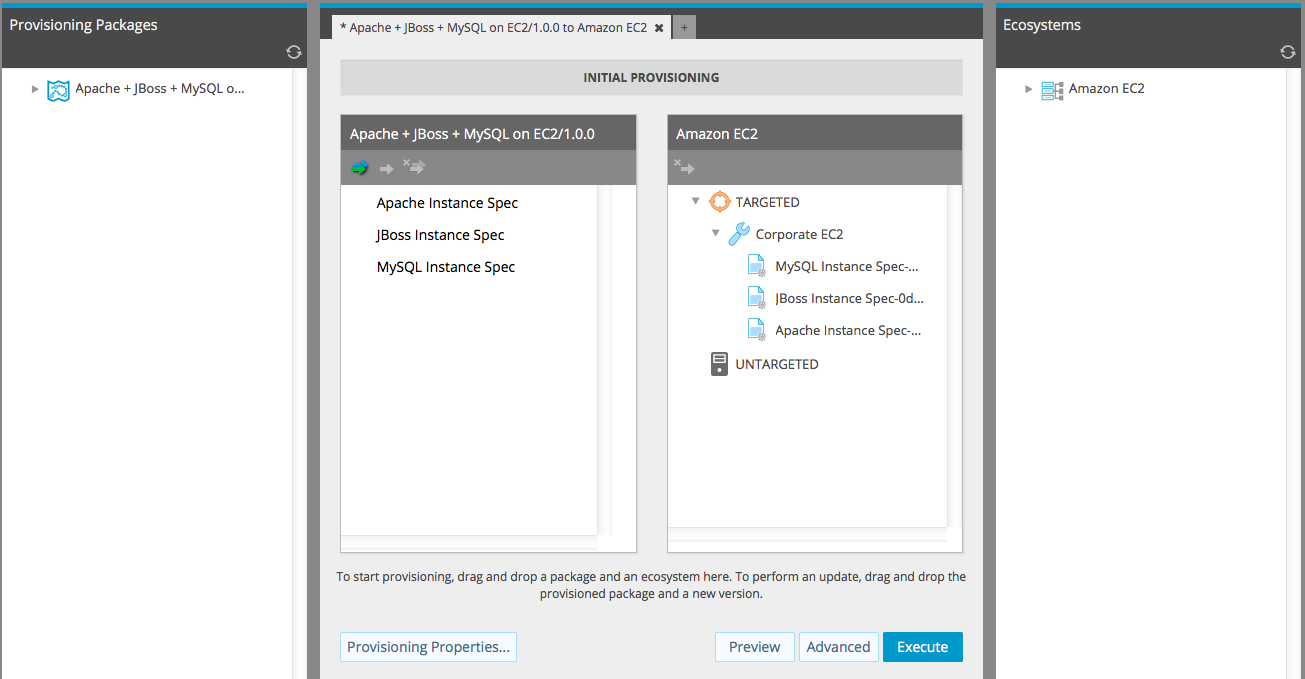 Provisioning Packages
Apache + JBoss + MySQL o...
* Apache + JBoss + MySQL on EC2/1.0.0 to Amazon EC2 ✖ +
INITIAL PROVISIONING
Apache + JBoss + MySQL on EC2/1.0.0
Apache Instance Spec
JBoss Instance Spec
MySQL Instance Spec
Amazon EC2
TARGETED
Corporate EC2
MySQL Instance Spec-...
JBoss Instance Spec-0d...
Apache Instance Spec-...
UNTARGETED
To start provisioning, drag and drop a package and an ecosystem here. To perform an update, drag and drop the
provisioned package and a new version.
Provisioning Properties...
Preview
Advanced
Execute
Ecosystems
Amazon EC2